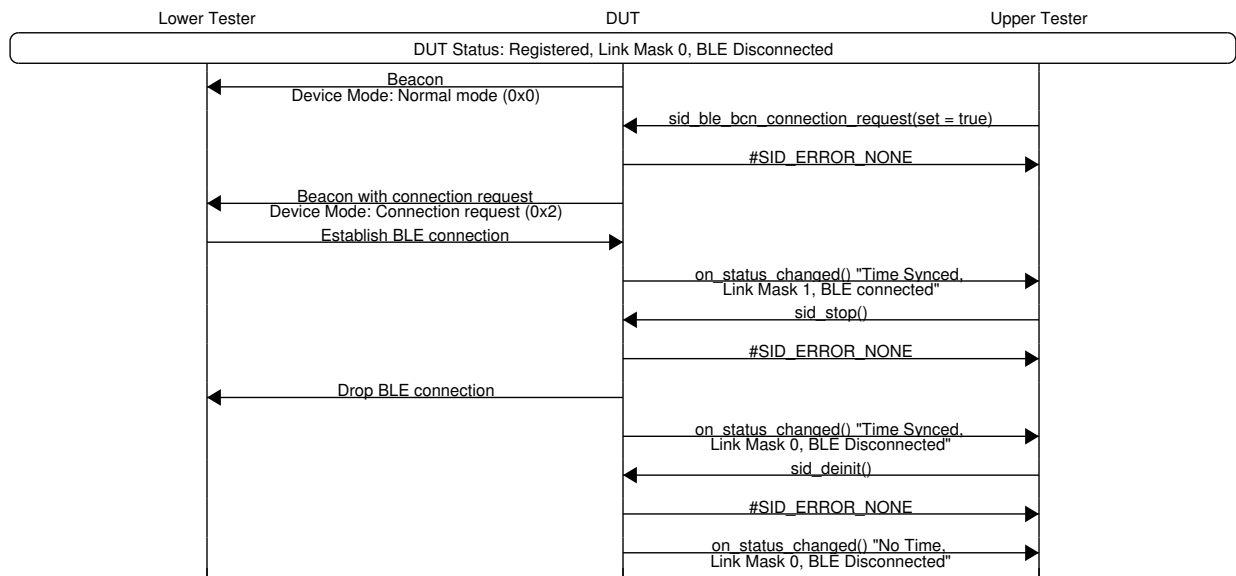 Lower Tester DUT Upper Tester
DUT Status: Registered, Link Mask 0, BLE Disconnected
Beacon
Device Mode: Normal mode (0x0)
sid_ble_bcn_connection_request(set = true)
#SID_ERROR_NONE
Beacon with connection request
Device Mode: Connection request (0x2)
Establish BLE connection
on_status_changed() "Time Synced,
Link Mask 1, BLE connected"
sid_stop()
#SID_ERROR_NONE
Drop BLE connection
on_status_changed() "Time Synced,
Link Mask 0, BLE Disconnected"
sid_deinit()
#SID_ERROR_NONE
on_status_changed() "No Time,
Link Mask 0, BLE Disconnected"